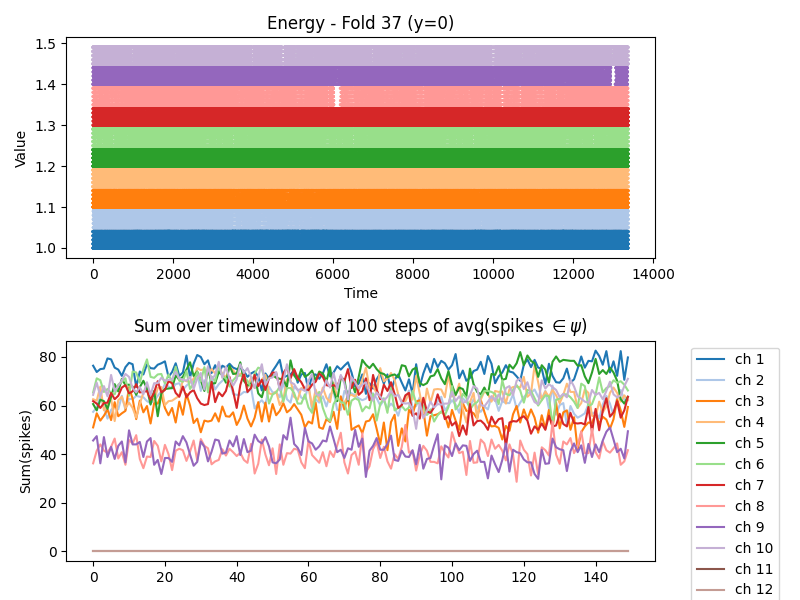 Energy - Fold 37 (y=0)
1.5
1.4
1.3
1.2
1.1
1.0
Value
0 2000 4000 6000 8000 10000 12000 14000
Time
Sum over timewindow of 100 steps of avg(spikes ∈ψ)
80
60
40
20
0
Sum(spikes)
0 20 40 60 80 100 120 140
ch 1
ch 2
ch 3
ch 4
ch 5
ch 6
ch 7
ch 8
ch 9
ch 10
ch 11
ch 12